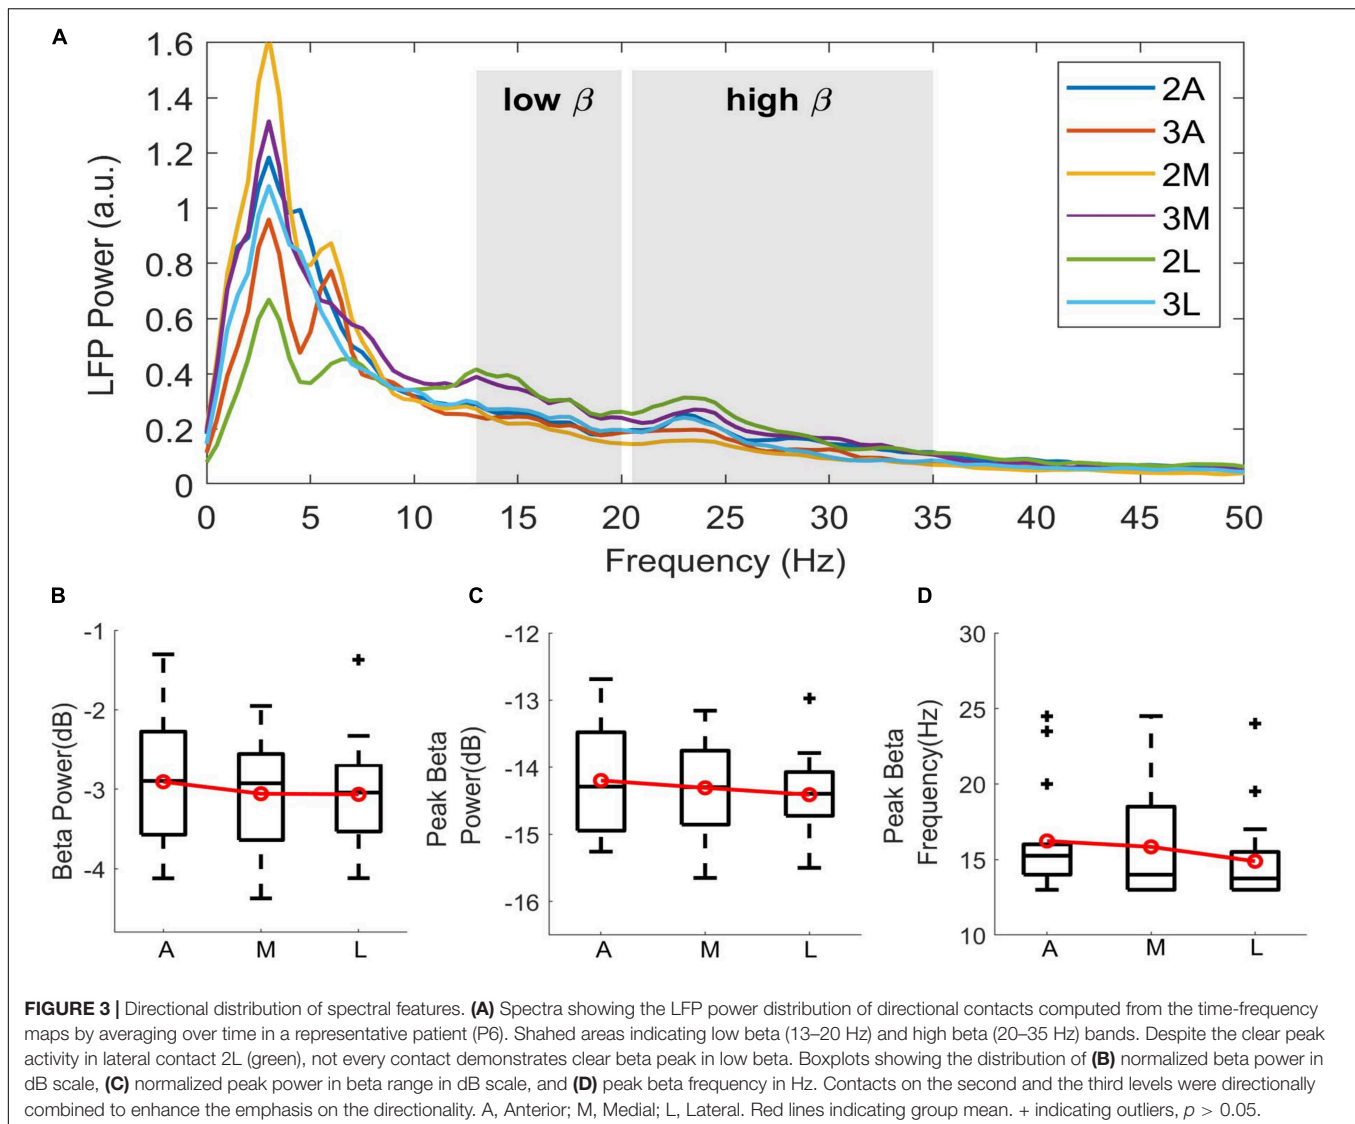 A
1.6
1.4
1.2
1
0.8
0.6
0.4
0.2
0
LFP Power (a.u.)
low β
high β
2A
3A
2M
3M
2L
3L
0 5 10 15 20 25 30 35 40 45 50
Frequency (Hz)
B
-1
-2
-3
-4
Beta Power(dB)
A M L
C
-12
-13
-14
-15
-16
Peak Beta
Power(dB)
A M L
D
30
25
20
15
10
Peak Beta
Frequency(Hz)
A M L
FIGURE 3 | Directional distribution of spectral features. (A) Spectra showing the LFP power distribution of directional contacts computed from the time-frequency
maps by averaging over time in a representative patient (P6). Shahed areas indicating low beta (13–20 Hz) and high beta (20–35 Hz) bands. Despite the clear peak
activity in lateral contact 2L (green), not every contact demonstrates clear beta peak in low beta. Boxplots showing the distribution of (B) normalized beta power in
dB scale, (C) normalized peak power in beta range in dB scale, and (D) peak beta frequency in Hz. Contacts on the second and the third levels were directionally
combined to enhance the emphasis on the directionality. A, Anterior; M, Medial; L, Lateral. Red lines indicating group mean. + indicating outliers, p > 0.05.